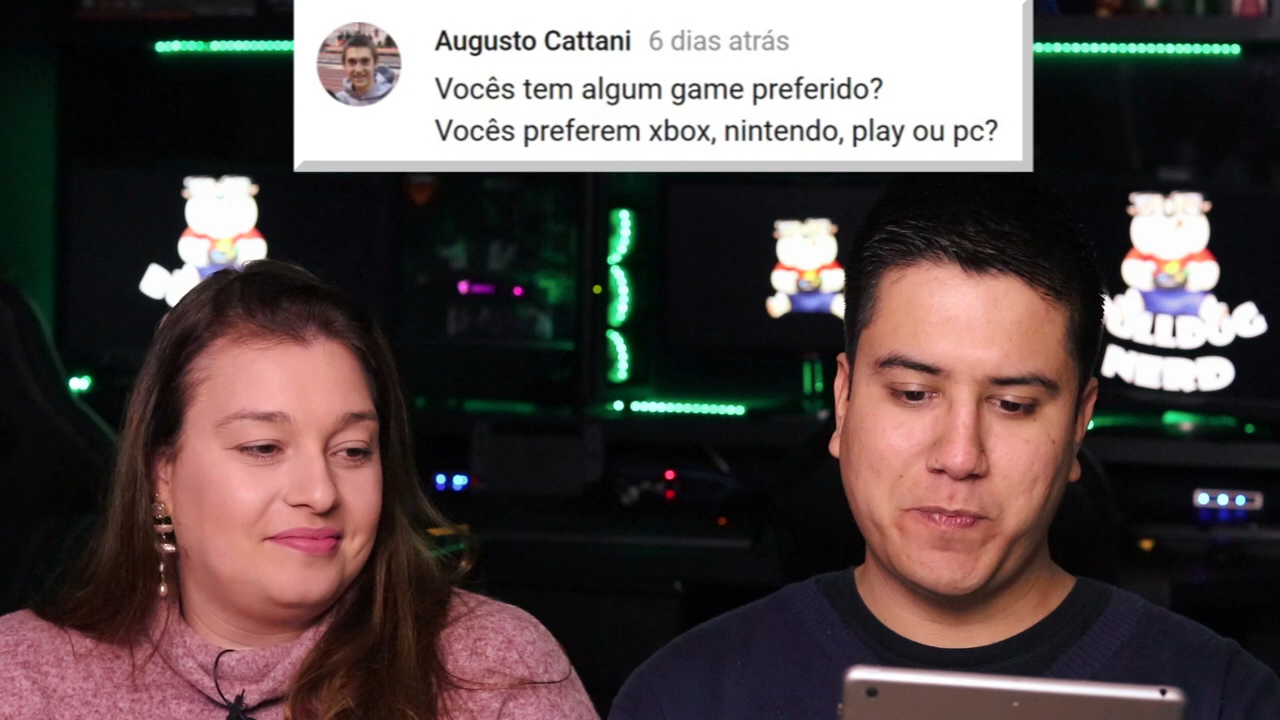 Augusto Cattani 6 dias atrás
Vocês tem algum game preferido?
Vocês preferem xbox, nintendo, play ou pc?
BULLDOG
NERD